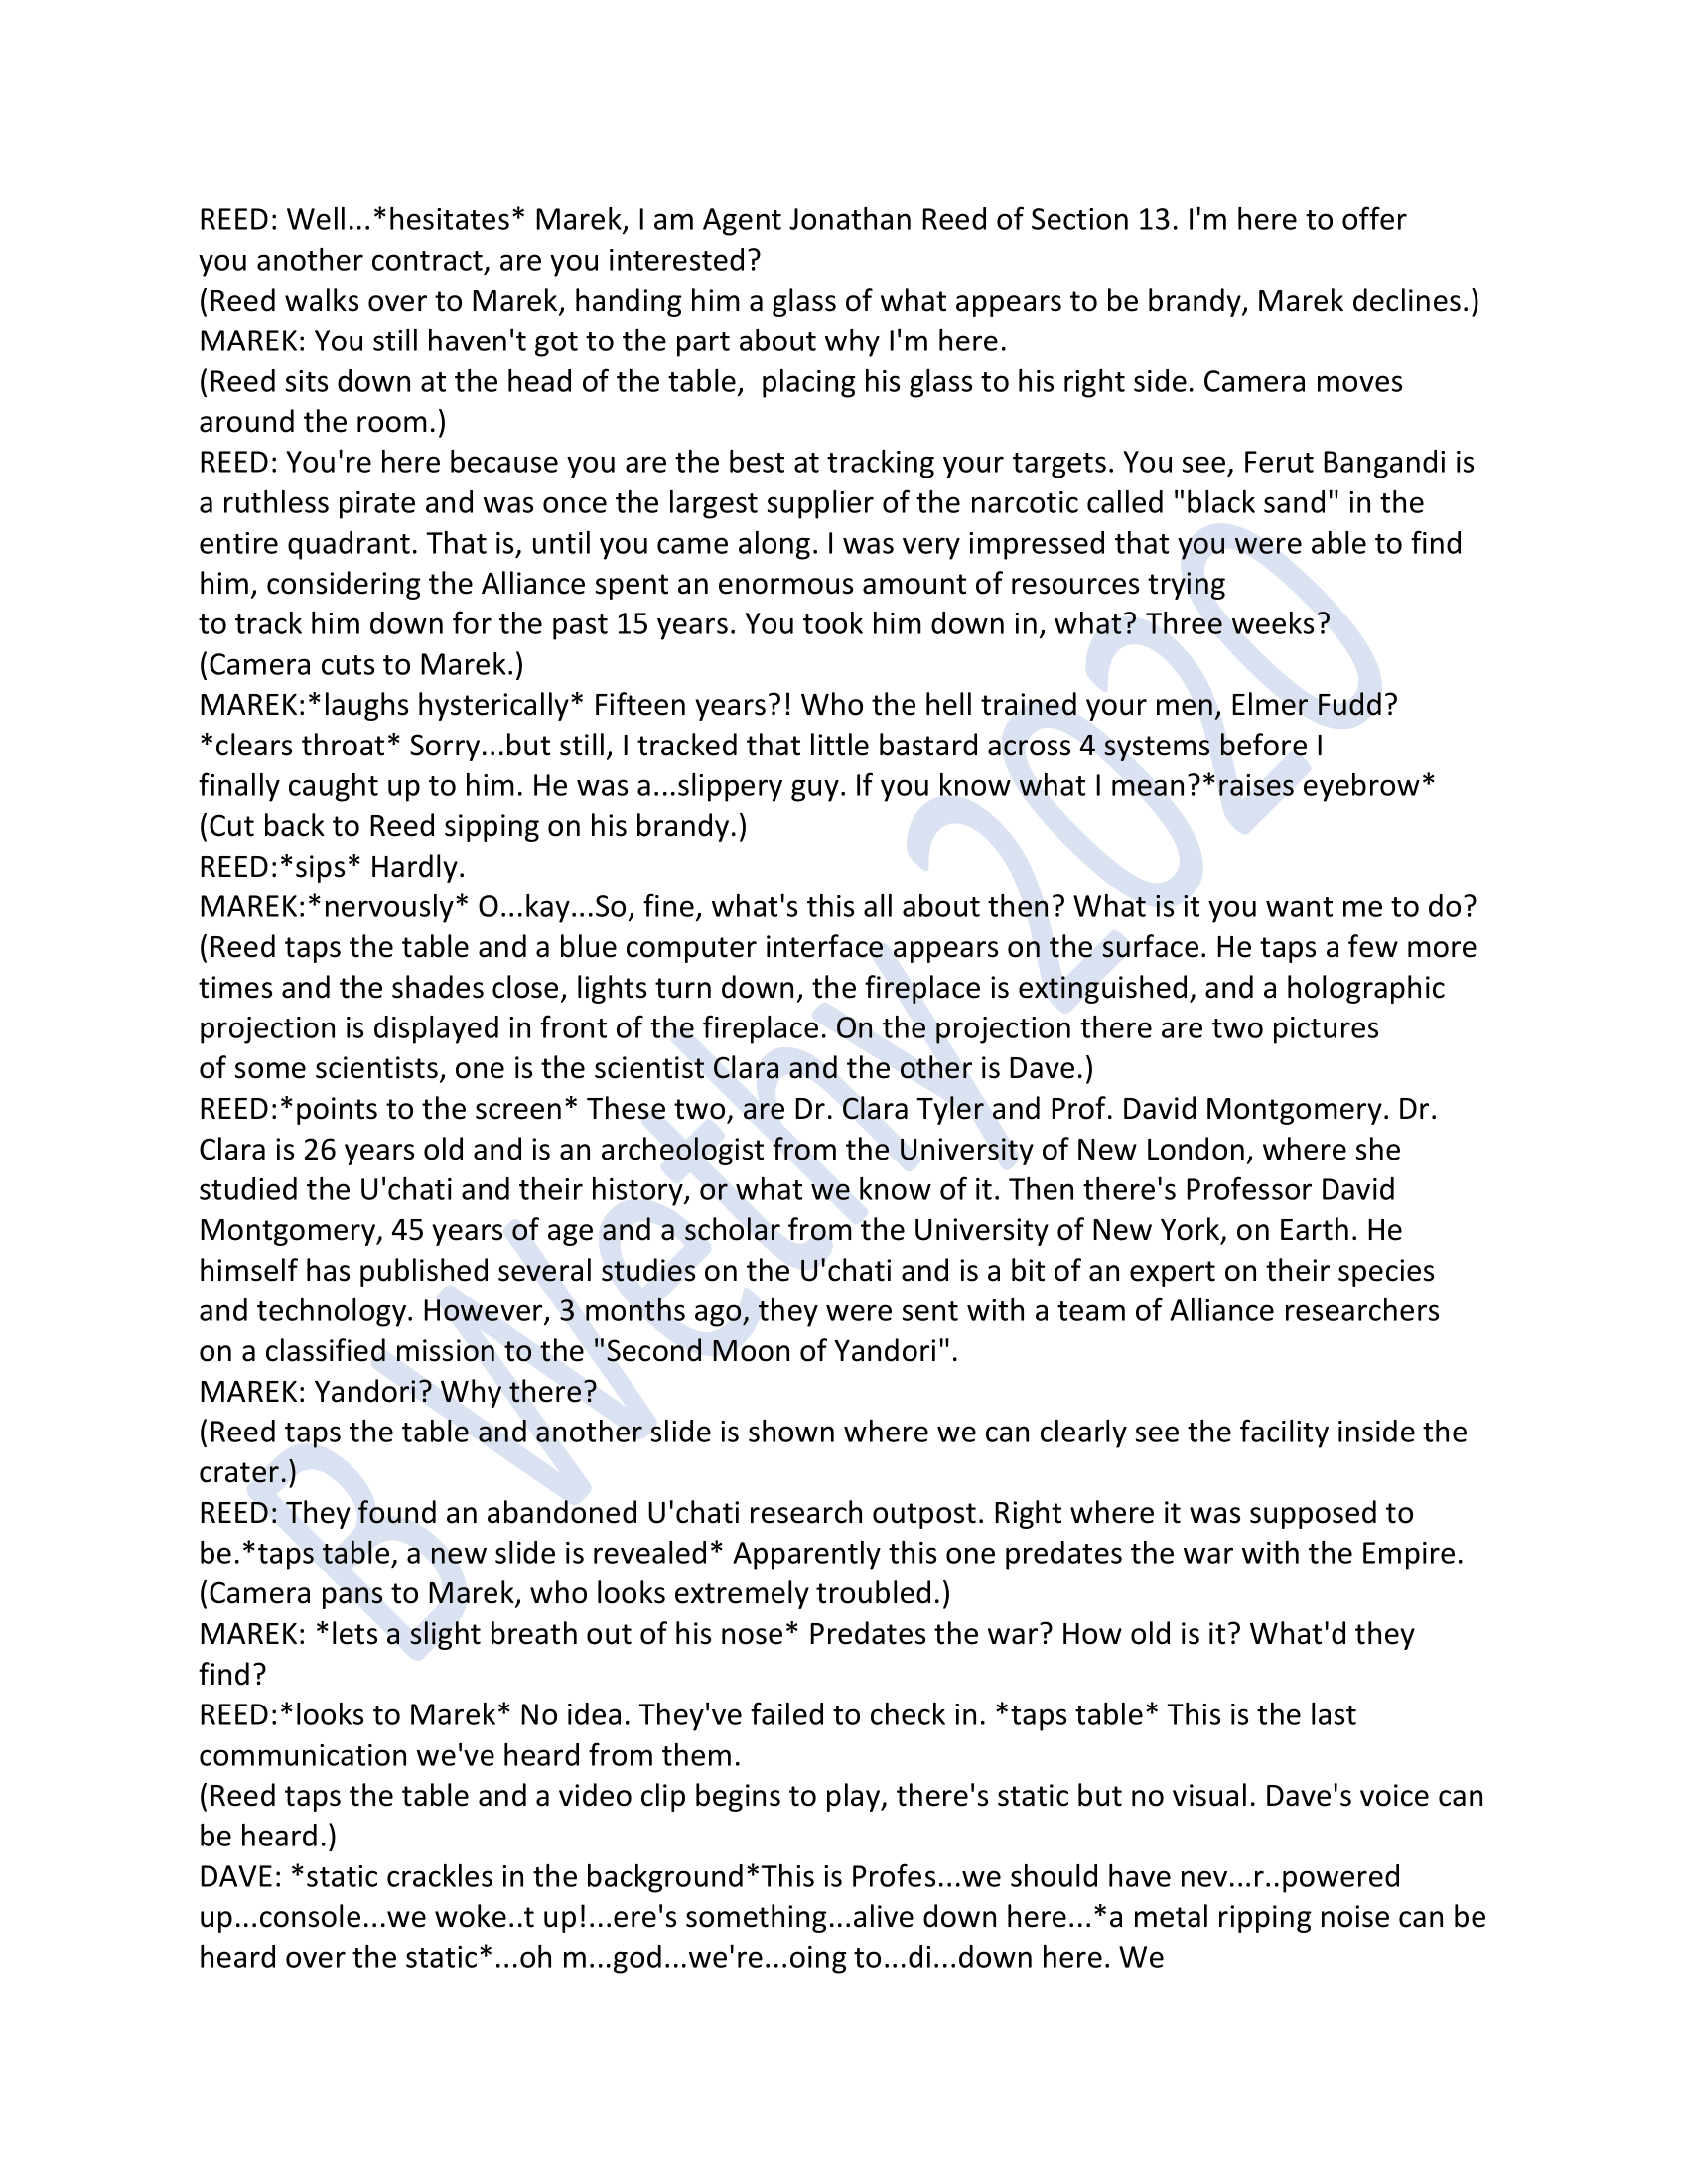 REED: Well...*hesitates* Marek, I am Agent Jonathan Reed of Section 13. I'm here to offer
you another contract, are you interested?
(Reed walks over to Marek, handing him a glass of what appears to be brandy, Marek declines.)
MAREK: You still haven't got to the part about why I'm here.
(Reed sits down at the head of the table,  placing his glass to his right side. Camera moves
around the room.)
REED: You're here because you are the best at tracking your targets. You see, Ferut Bangandi is
a ruthless pirate and was once the largest supplier of the narcotic called "black sand" in the
entire quadrant. That is, until you came along. I was very impressed that you were able to find
him, considering the Alliance spent an enormous amount of resources trying
to track him down for the past 15 years. You took him down in, what? Three weeks?
(Camera cuts to Marek.)
MAREK:*laughs hysterically* Fifteen years?! Who the hell trained your men, Elmer Fudd?
*clears throat* Sorry...but still, I tracked that little bastard across 4 systems before I
finally caught up to him. He was a...slippery guy. If you know what I mean?*raises eyebrow*
(Cut back to Reed sipping on his brandy.)
REED:*sips* Hardly.
MAREK:*nervously* O...kay...So, fine, what's this all about then? What is it you want me to do?
(Reed taps the table and a blue computer interface appears on the surface. He taps a few more
times and the shades close, lights turn down, the fireplace is extinguished, and a holographic
projection is displayed in front of the fireplace. On the projection there are two pictures
of some scientists, one is the scientist Clara and the other is Dave.)
REED:*points to the screen* These two, are Dr. Clara Tyler and Prof. David Montgomery. Dr.
Clara is 26 years old and is an archeologist from the University of New London, where she
studied the U'chati and their history, or what we know of it. Then there's Professor David
Montgomery, 45 years of age and a scholar from the University of New York, on Earth. He
himself has published several studies on the U'chati and is a bit of an expert on their species
and technology. However, 3 months ago, they were sent with a team of Alliance researchers
on a classified mission to the "Second Moon of Yandori".
MAREK: Yandori? Why there?
(Reed taps the table and another slide is shown where we can clearly see the facility inside the
crater.)
REED: They found an abandoned U'chati research outpost. Right where it was supposed to
be.*taps table, a new slide is revealed* Apparently this one predates the war with the Empire.
(Camera pans to Marek, who looks extremely troubled.)
MAREK: *lets a slight breath out of his nose* Predates the war? How old is it? What'd they
find?
REED:*looks to Marek* No idea. They've failed to check in. *taps table* This is the last
communication we've heard from them.
(Reed taps the table and a video clip begins to play, there's static but no visual. Dave's voice can
be heard.)
DAVE: *static crackles in the background*This is Profes...we should have nev...r..powered
up...console...we woke..t up!...ere's something...alive down here...*a metal ripping noise can be
heard over the static*...oh m...god...we're...oing to...di...down here. We
B Wethy 2020